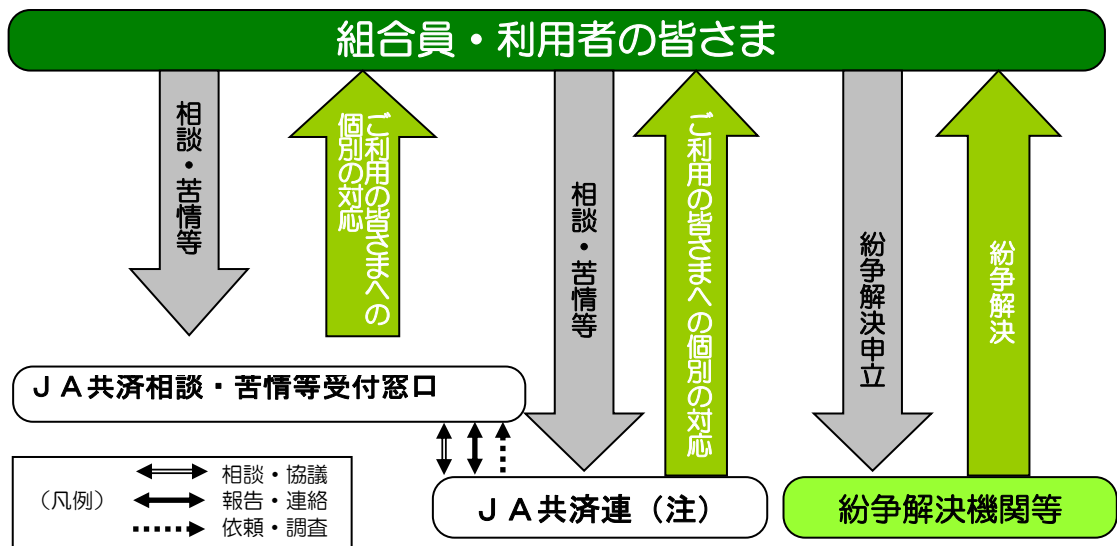 組合員・利用者の皆さま
相談・苦情等
ご利用の皆さまへの
個別の対応
相談・苦情等
ご利用の皆さまへの個別の対応
紛争解決申立
紛争解決
ＪＡ共済相談・苦情等受付窓口
ＪＡ共済連（注）
紛争解決機関等
（凡例）
相談・協議
報告・連絡
依頼・調査